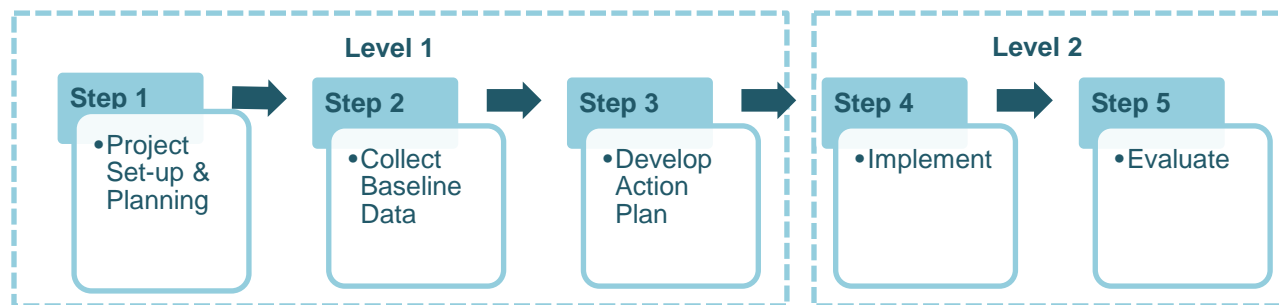 Level 1
Level 2
Step 1
•Project
Set-up &
Planning
Step 2
•Collect
Baseline
Data
Step 3
•Develop
Action
Plan
Step 4
•Implement
Step 5
•Evaluate